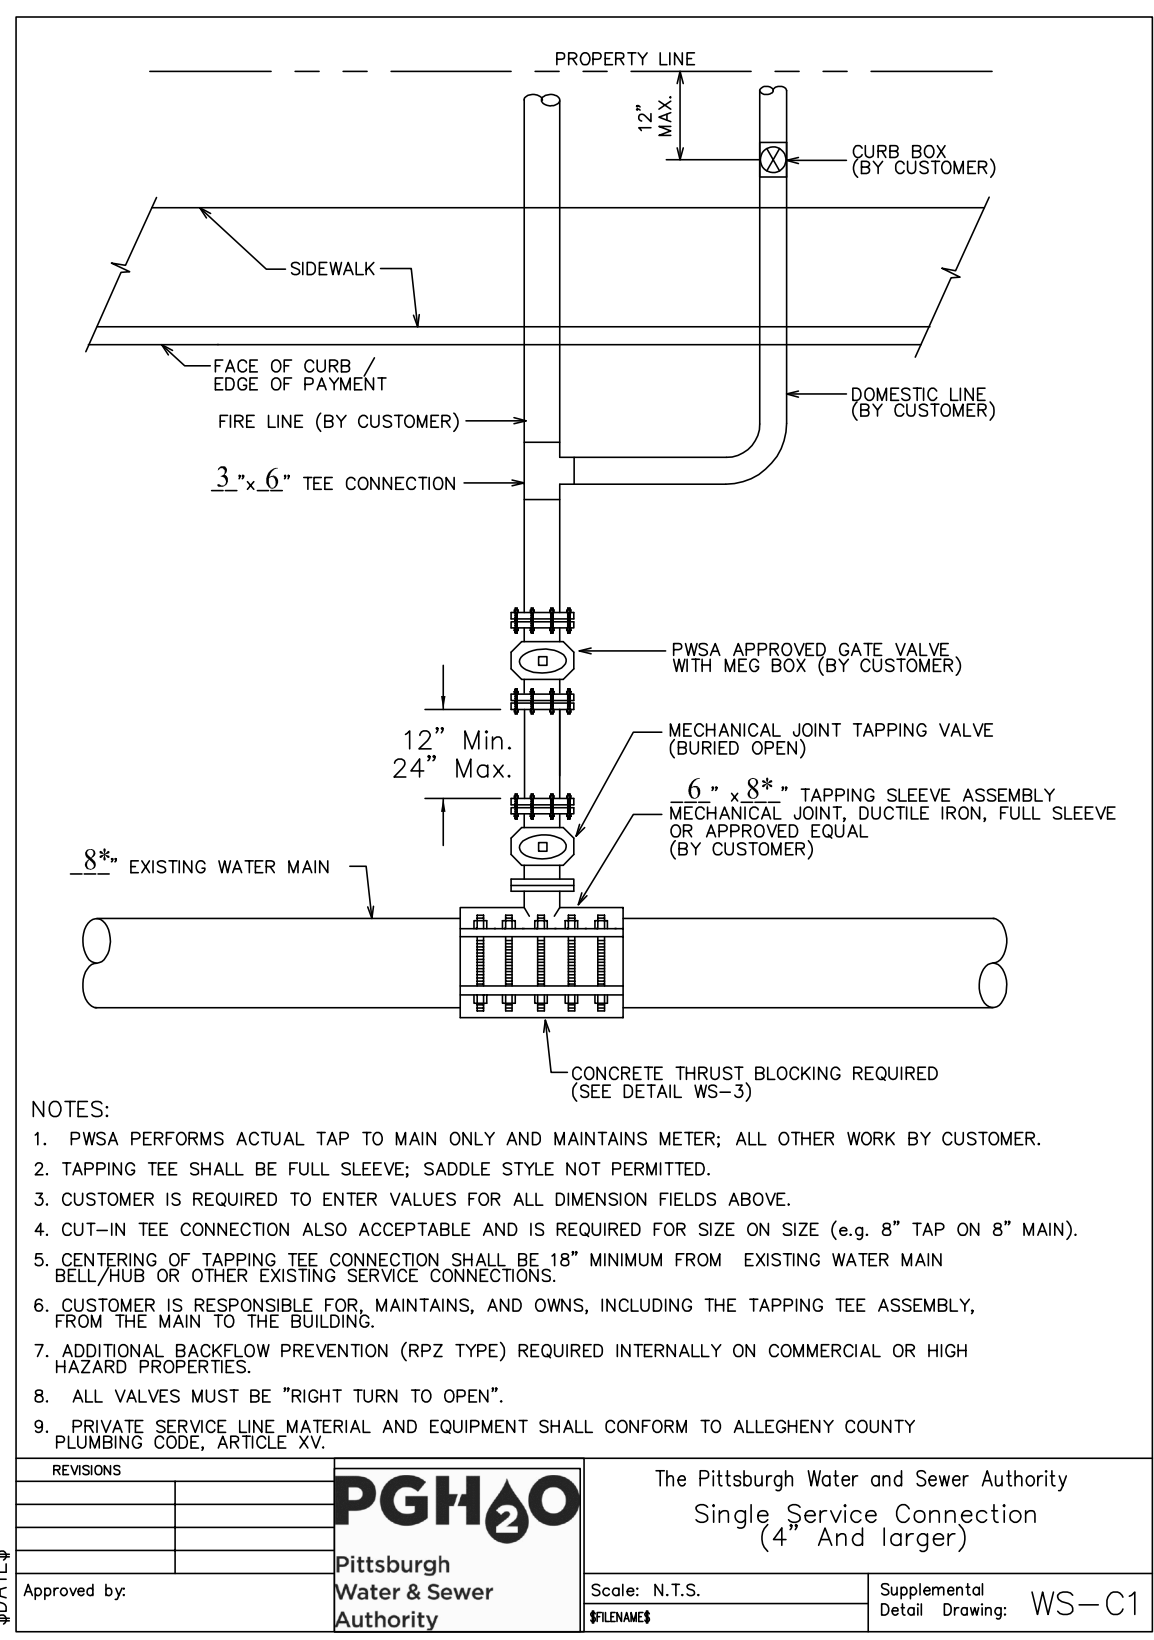 PROPERTY LINE
12"
MAX.
CURB BOX
(BY CUSTOMER)
SIDEWALK
FACE OF CURB /
EDGE OF PAYMENT
DOMESTIC LINE
(BY CUSTOMER)
FIRE LINE (BY CUSTOMER)
3"x 6" TEE CONNECTION
PWSA APPROVED GATE VALVE
WITH MEG BOX (BY CUSTOMER)
12" Min.
24" Max.
MECHANICAL JOINT TAPPING VALVE
(BURIED OPEN)
6" x 8*" TAPPING SLEEVE ASSEMBLY
MECHANICAL JOINT, DUCTILE IRON, FULL SLEEVE
OR APPROVED EQUAL
(BY CUSTOMER)
8*" EXISTING WATER MAIN
CONCRETE THRUST BLOCKING REQUIRED
(SEE DETAIL WS-3)
NOTES:
1. PWSA PERFORMS ACTUAL TAP TO MAIN ONLY AND MAINTAINS METER; ALL OTHER WORK BY CUSTOMER.
2. TAPPING TEE SHALL BE FULL SLEEVE; SADDLE STYLE NOT PERMITTED.
3. CUSTOMER IS REQUIRED TO ENTER VALUES FOR ALL DIMENSION FIELDS ABOVE.
4. CUT-IN TEE CONNECTION ALSO ACCEPTABLE AND IS REQUIRED FOR SIZE ON SIZE (e.g. 8" TAP ON 8" MAIN).
5. CENTERING OF TAPPING TEE CONNECTION SHALL BE 18" MINIMUM FROM EXISTING WATER MAIN
BELL/HUB OR OTHER EXISTING SERVICE CONNECTIONS.
6. CUSTOMER IS RESPONSIBLE FOR, MAINTAINS, AND OWNS, INCLUDING THE TAPPING TEE ASSEMBLY,
FROM THE MAIN TO THE BUILDING.
7. ADDITIONAL BACKFLOW PREVENTION (RPZ TYPE) REQUIRED INTERNALLY ON COMMERCIAL OR HIGH
HAZARD PROPERTIES.
8. ALL VALVES MUST BE "RIGHT TURN TO OPEN".
9. PRIVATE SERVICE LINE MATERIAL AND EQUIPMENT SHALL CONFORM TO ALLEGHENY COUNTY
PLUMBING CODE, ARTICLE XV.
REVISIONS
Approved by:
PGH2O
Pittsburgh
Water & Sewer
Authority
The Pittsburgh Water and Sewer Authority
Single Service Connection
(4" And larger)
Scale: N.T.S.
$FILENAME$
Supplemental
Detail Drawing:
WS-C1
$DATE$